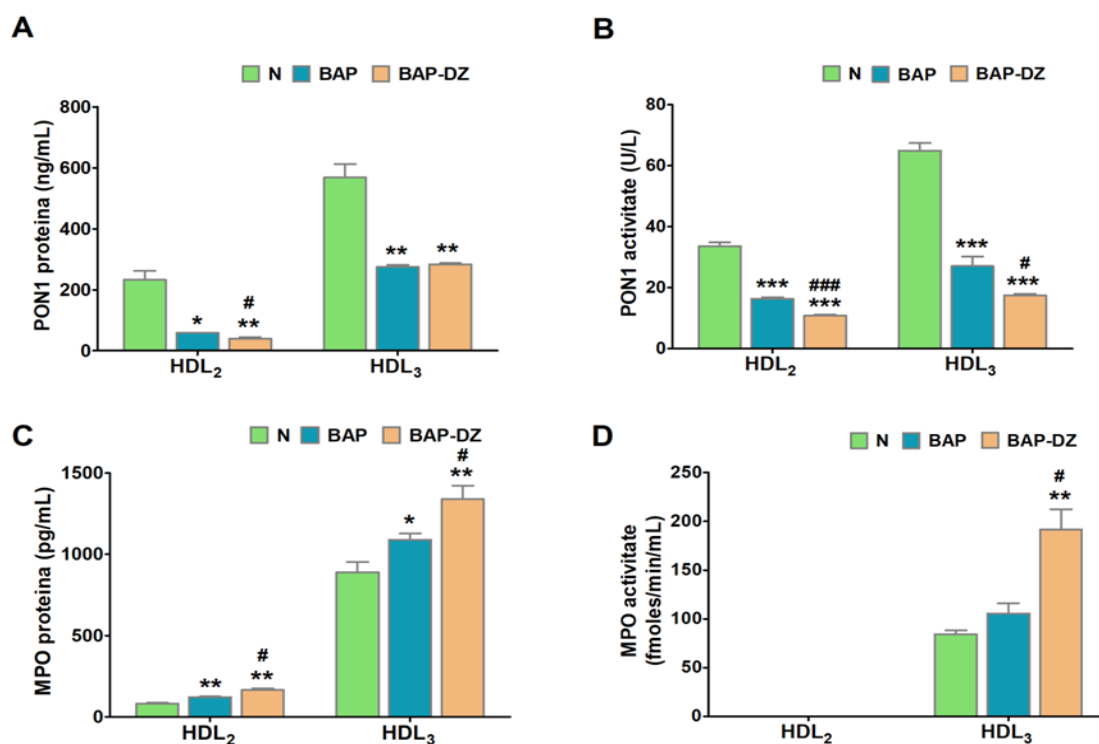 A
N BAP BAP-DZ
PON1 proteina (ng/mL)
800
600
400
200
0
*
#
**
**
**
HDL₂ HDL₃
B
N BAP BAP-DZ
PON1 activitate (U/L)
80
60
40
20
0
***
###
***
***
#
***
HDL₂ HDL₃
C
N BAP BAP-DZ
MPO proteina (pg/mL)
1500
1000
500
0
**
#
**
*
#
**
HDL₂ HDL₃
D
N BAP BAP-DZ
MPO activitate
(fmoles/min/mL)
250
200
150
100
50
0
#
**
HDL₂ HDL₃